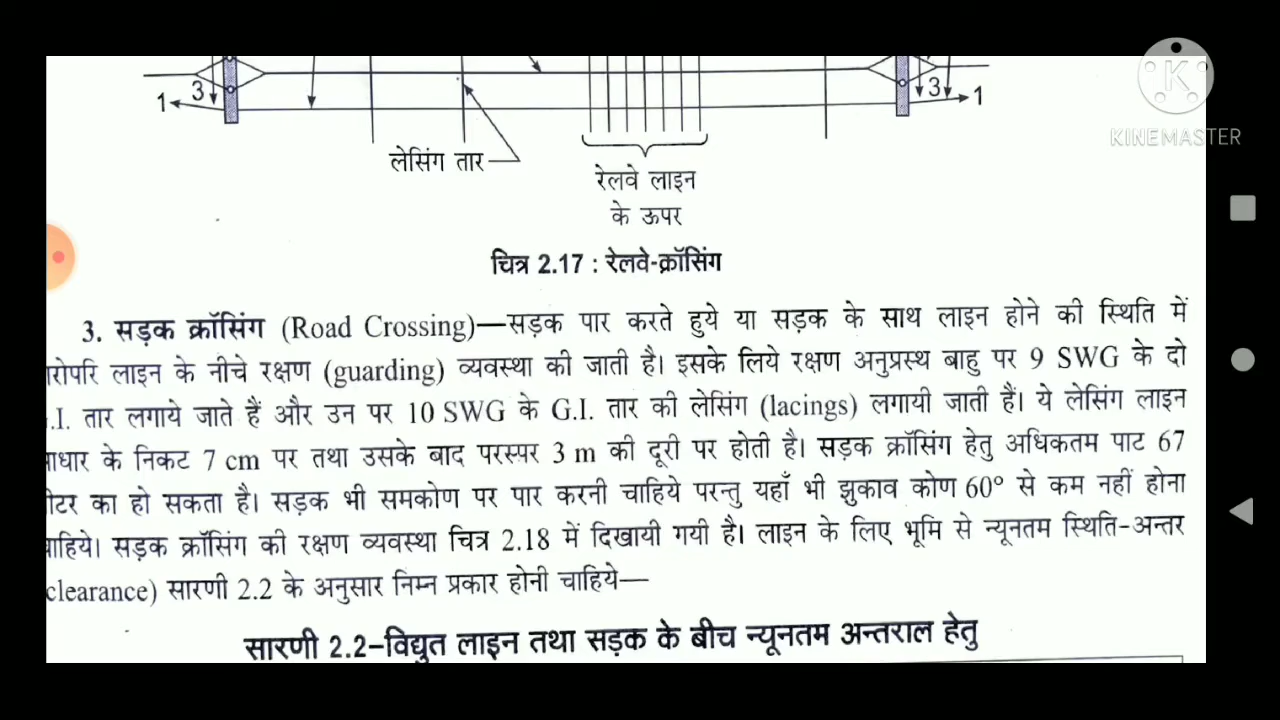 3
1
3
1
KINEMASTER
लेसिंग तार
रेलवे लाइन
के ऊपर
चित्र 2.17 : रेलवे-क्रॉसिंग
3. सड़क क्रॉसिंग (Road Crossing)—सड़क पार करते हुये या सड़क के साथ लाइन होने की स्थिति में
रोपरि लाइन के नीचे रक्षण (guarding) व्यवस्था की जाती है। इसके लिये रक्षण अनुप्रस्थ बाहु पर 9 SWG के दो
.I. तार लगाये जाते हैं और उन पर 10 SWG के G.I. तार की लेसिंग (lacings) लगायी जाती हैं। ये लेसिंग लाइन
ाधार के निकट 7 cm पर तथा उसके बाद परस्पर 3 m की दूरी पर होती है। सड़क क्रॉसिंग हेतु अधिकतम पाट 67
ीटर का हो सकता है। सड़क भी समकोण पर पार करनी चाहिये परन्तु यहाँ भी झुकाव कोण 60° से कम नहीं होना
ाहिये। सड़क क्रॉसिंग की रक्षण व्यवस्था चित्र 2.18 में दिखायी गयी है। लाइन के लिए भूमि से न्यूनतम स्थिति-अन्तर
clearance) सारणी 2.2 के अनुसार निम्न प्रकार होनी चाहिये—
सारणी 2.2-विद्युत लाइन तथा सड़क के बीच न्यूनतम अन्तराल हेतु